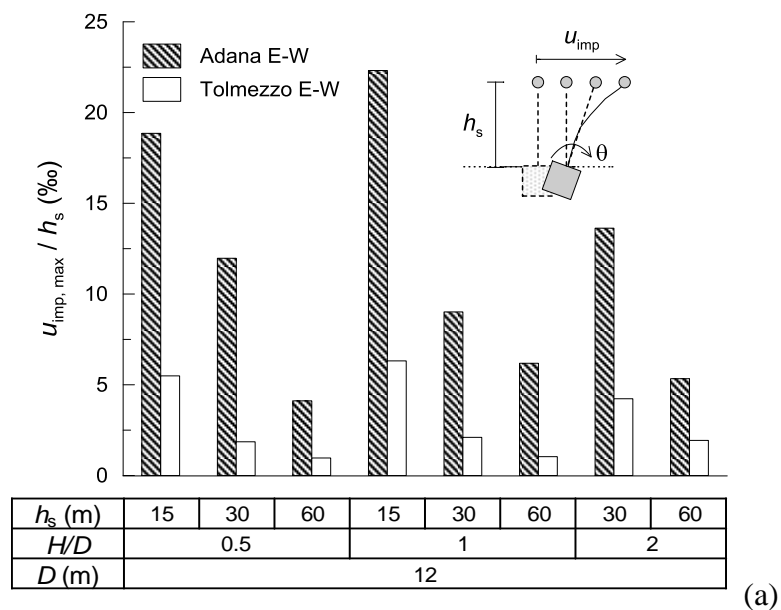 25
20
15
10
5
0
u_imp, max / h_s (‰)
Adana E-W
Tolmezzo E-W
u_imp
h_s
θ
h_s (m) 15 30 60 15 30 60 30 60
H/D 0.5 1 2
D (m) 12
(a)